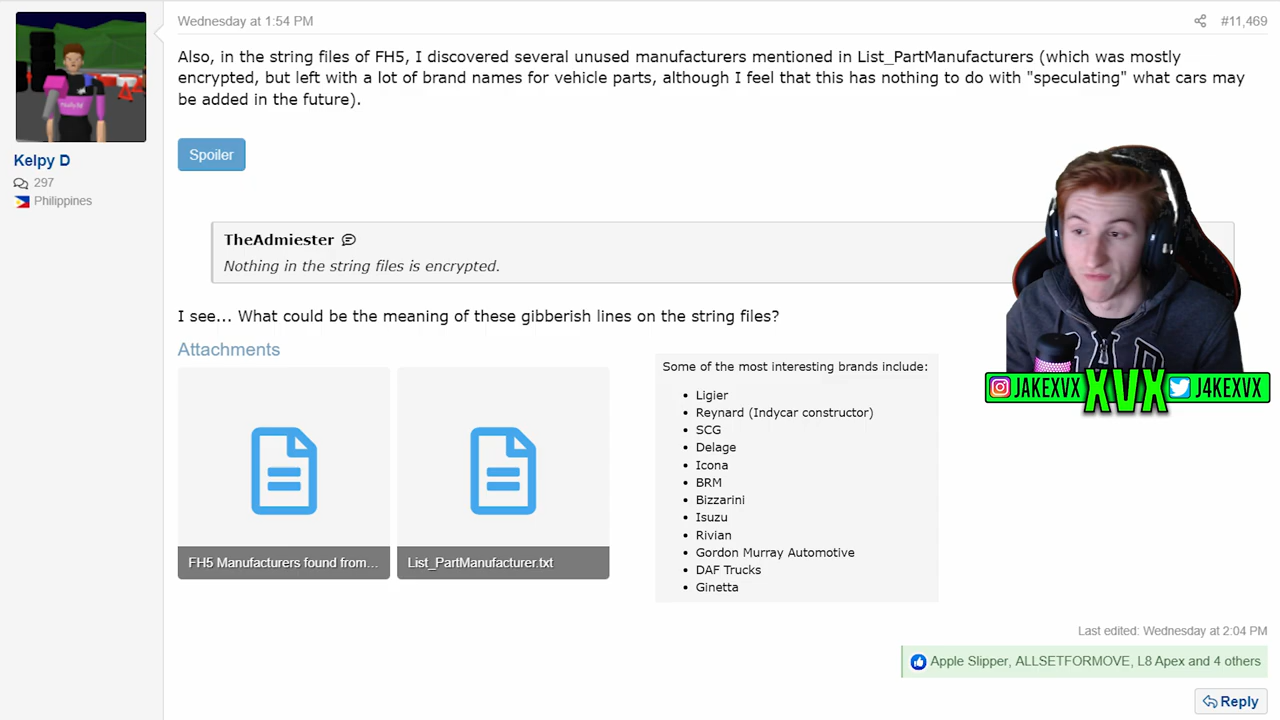 Wednesday at 1:54 PM
#11,469
Also, in the string files of FH5, I discovered several unused manufacturers mentioned in List_PartManufacturers (which was mostly
encrypted, but left with a lot of brand names for vehicle parts, although I feel that this has nothing to do with "speculating" what cars may
be added in the future).
Spoiler
Kelpy D
297
Philippines
TheAdmiester
Nothing in the string files is encrypted.
I see... What could be the meaning of these gibberish lines on the string files?
Attachments
FH5 Manufacturers found from...
List_PartManufacturer.txt
Some of the most interesting brands include:
• Ligier
• Reynard (Indycar constructor)
• SCG
• Delage
• Icona
• BRM
• Bizzarini
• Isuzu
• Rivian
• Gordon Murray Automotive
• DAF Trucks
• Ginetta
JAKEXVX
XVX
J4KEXVX
Last edited: Wednesday at 2:04 PM
Apple Slipper, ALLSETFORMOVE, L8 Apex and 4 others
Reply